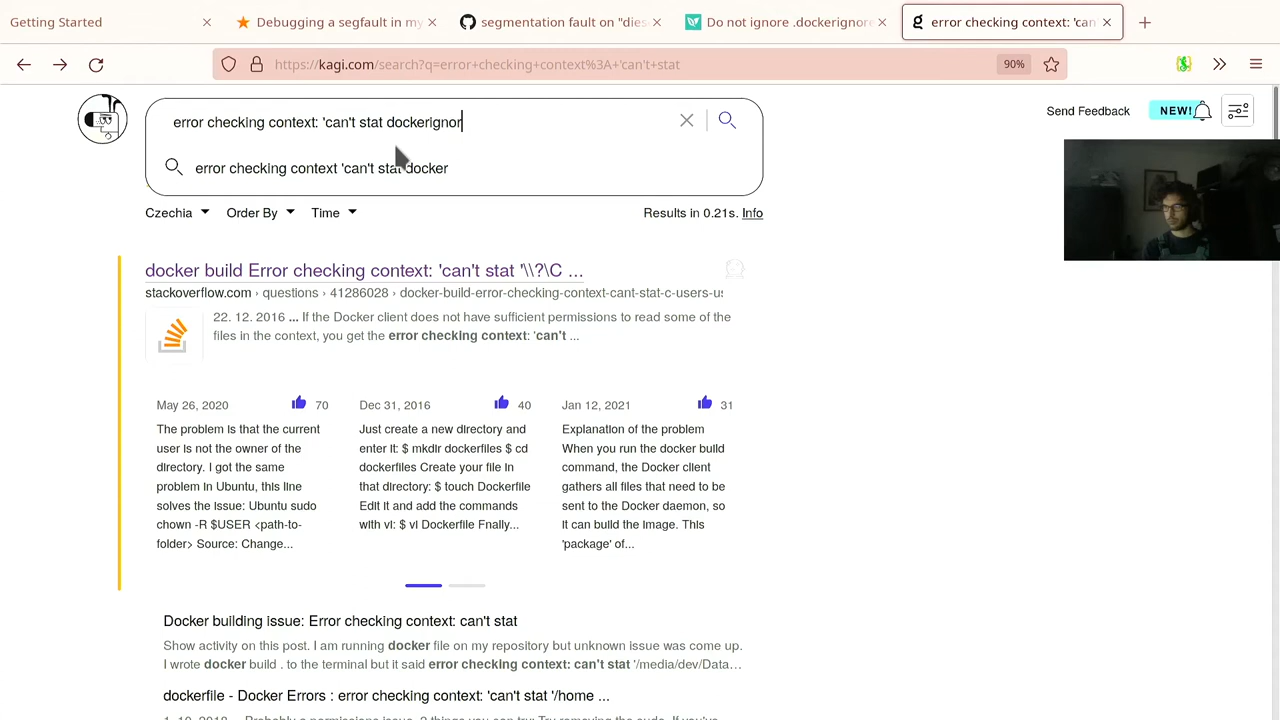 Getting Started
Debugging a segfault in my
segmentation fault on "dies
Do not ignore .dockerignore
error checking context: 'can
https://kagi.com/search?q=error+checking+context%3A+'can't+stat
90%
error checking context: 'can't stat dockerignor
error checking context 'can't stat docker
Send Feedback
NEW!
Czechia
Order By
Time
Results in 0.21s. Info
docker build Error checking context: 'can't stat '\\?\C ...
stackoverflow.com › questions › 41286028 › docker-build-error-checking-context-cant-stat-c-users-us
22. 12. 2016 ... If the Docker client does not have sufficient permissions to read some of the
files in the context, you get the error checking context: 'can't ...
May 26, 2020
70
The problem is that the current
user is not the owner of the
directory. I got the same
problem in Ubuntu, this line
solves the issue: Ubuntu sudo
chown -R $USER <path-to-
folder> Source: Change...
Dec 31, 2016
40
Just create a new directory and
enter it: $ mkdir dockerfiles $ cd
dockerfiles Create your file in
that directory: $ touch Dockerfile
Edit it and add the commands
with vi: $ vi Dockerfile Fnally...
Jan 12, 2021
31
Explanation of the problem
When you run the docker build
command, the Docker client
gathers all files that need to be
sent to the Docker daemon, so
it can build the image. This
'package' of...
Docker building issue: Error checking context: can't stat
Show activity on this post. I am running docker file on my repository but unknown issue was come up.
I wrote docker build . to the terminal but it said error checking context: can't stat '/media/dev/Data...
dockerfile - Docker Errors : error checking context: 'can't stat '/home ...